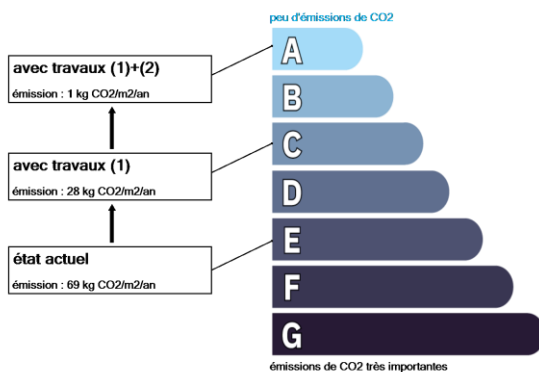 peu d'émissions de CO2
avec travaux (1)+(2)
émission : 1 kg CO2/m2/an
A
B
avec travaux (1)
émission : 28 kg CO2/m2/an
C
D
état actuel
émission : 69 kg CO2/m2/an
E
F
G
émissions de CO2 très importantes